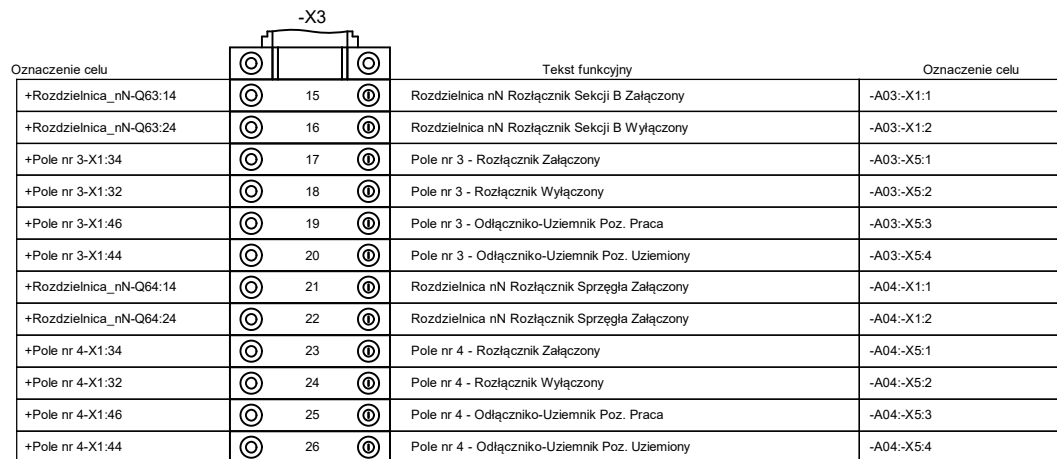 -X3
Oznaczenie celu Tekst funkcyjny Oznaczenie celu
+Rozdzielnica_nN-Q63:14 15 Rozdzielnica nN Rozłącznik Sekcji B Załączony -A03:-X1:1
+Rozdzielnica_nN-Q63:24 16 Rozdzielnica nN Rozłącznik Sekcji B Wyłączony -A03:-X1:2
+Pole nr 3-X1:34 17 Pole nr 3 - Rozłącznik Załączony -A03:-X5:1
+Pole nr 3-X1:32 18 Pole nr 3 - Rozłącznik Wyłączony -A03:-X5:2
+Pole nr 3-X1:46 19 Pole nr 3 - Odłączniko-Uziemnik Poz. Praca -A03:-X5:3
+Pole nr 3-X1:44 20 Pole nr 3 - Odłączniko-Uziemnik Poz. Uziemiony -A03:-X5:4
+Rozdzielnica_nN-Q64:14 21 Rozdzielnica nN Rozłącznik Sprzęgła Załączony -A04:-X1:1
+Rozdzielnica_nN-Q64:24 22 Rozdzielnica nN Rozłącznik Sprzęgła Załączony -A04:-X1:2
+Pole nr 4-X1:34 23 Pole nr 4 - Rozłącznik Załączony -A04:-X5:1
+Pole nr 4-X1:32 24 Pole nr 4 - Rozłącznik Wyłączony -A04:-X5:2
+Pole nr 4-X1:46 25 Pole nr 4 - Odłączniko-Uziemnik Poz. Praca -A04:-X5:3
+Pole nr 4-X1:44 26 Pole nr 4 - Odłączniko-Uziemnik Poz. Uziemiony -A04:-X5:4